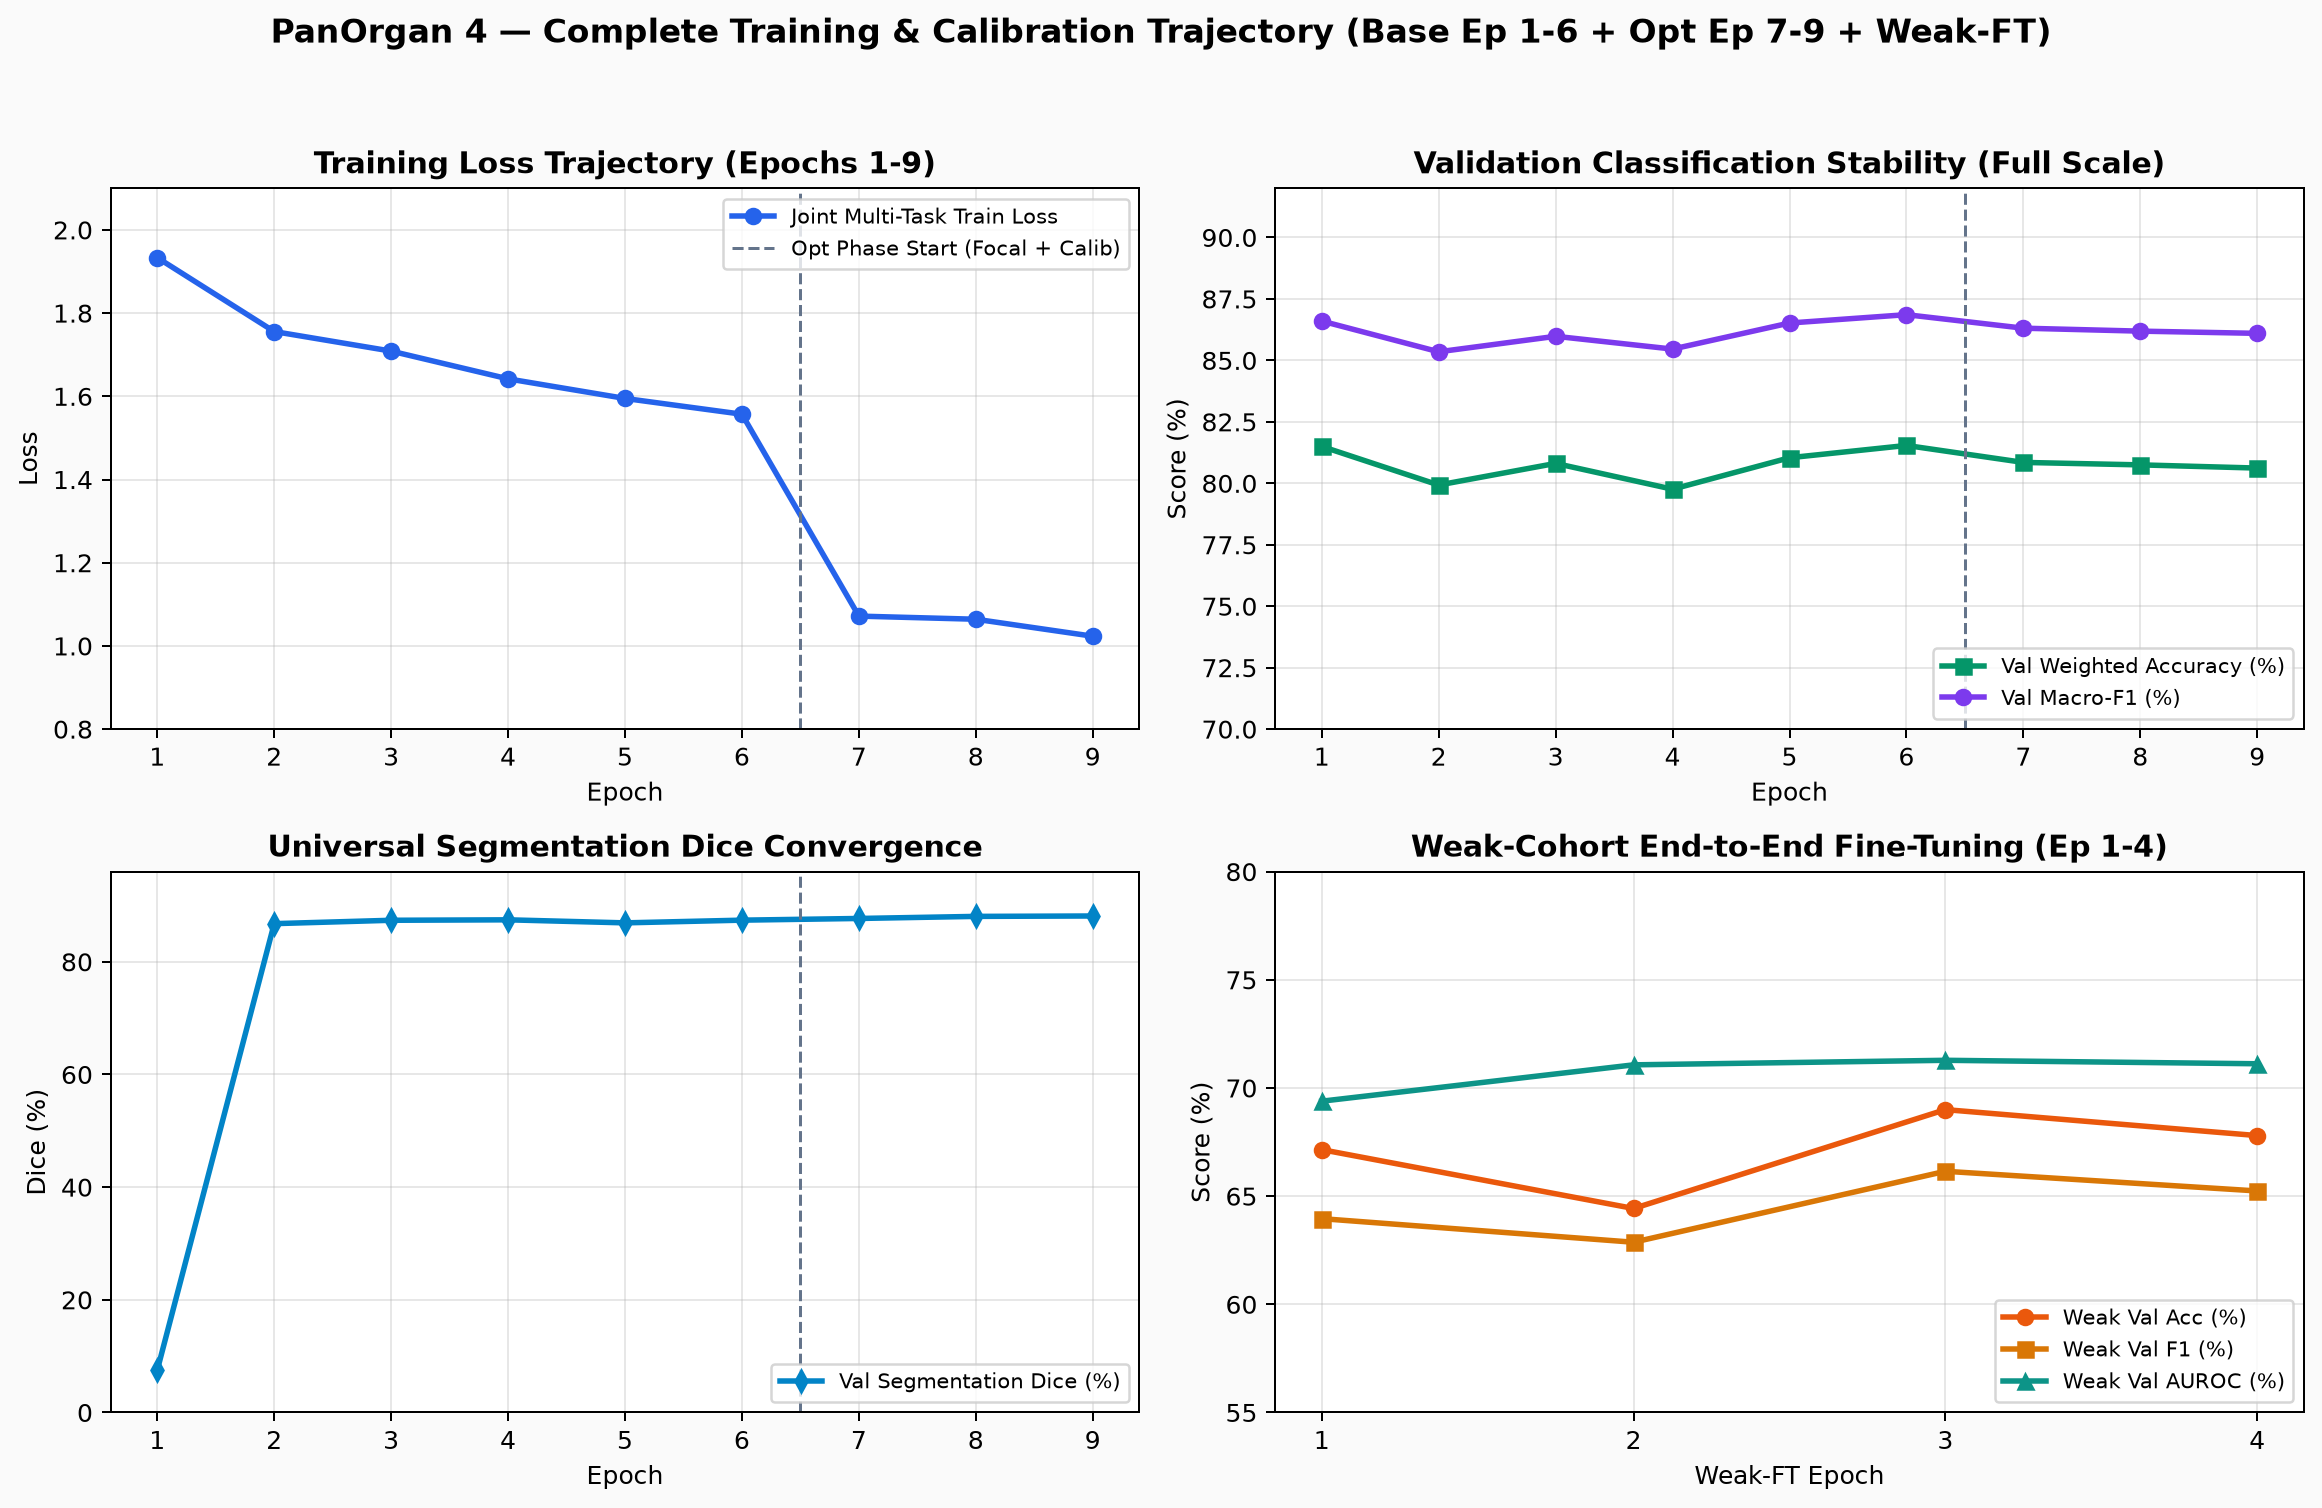 PanOrgan 4 — Complete Training & Calibration Trajectory (Base Ep 1-6 + Opt Ep 7-9 + Weak-FT)
Training Loss Trajectory (Epochs 1-9)
Loss
2.0
1.8
1.6
1.4
1.2
1.0
0.8
Joint Multi-Task Train Loss
Opt Phase Start (Focal + Calib)
1 2 3 4 5 6 7 8 9
Epoch
Validation Classification Stability (Full Scale)
Score (%)
90.0
87.5
85.0
82.5
80.0
77.5
75.0
72.5
70.0
Val Weighted Accuracy (%)
Val Macro-F1 (%)
1 2 3 4 5 6 7 8 9
Epoch
Universal Segmentation Dice Convergence
Dice (%)
80
60
40
20
0
Val Segmentation Dice (%)
1 2 3 4 5 6 7 8 9
Epoch
Weak-Cohort End-to-End Fine-Tuning (Ep 1-4)
Score (%)
80
75
70
65
60
55
Weak Val Acc (%)
Weak Val F1 (%)
Weak Val AUROC (%)
1 2 3 4
Weak-FT Epoch